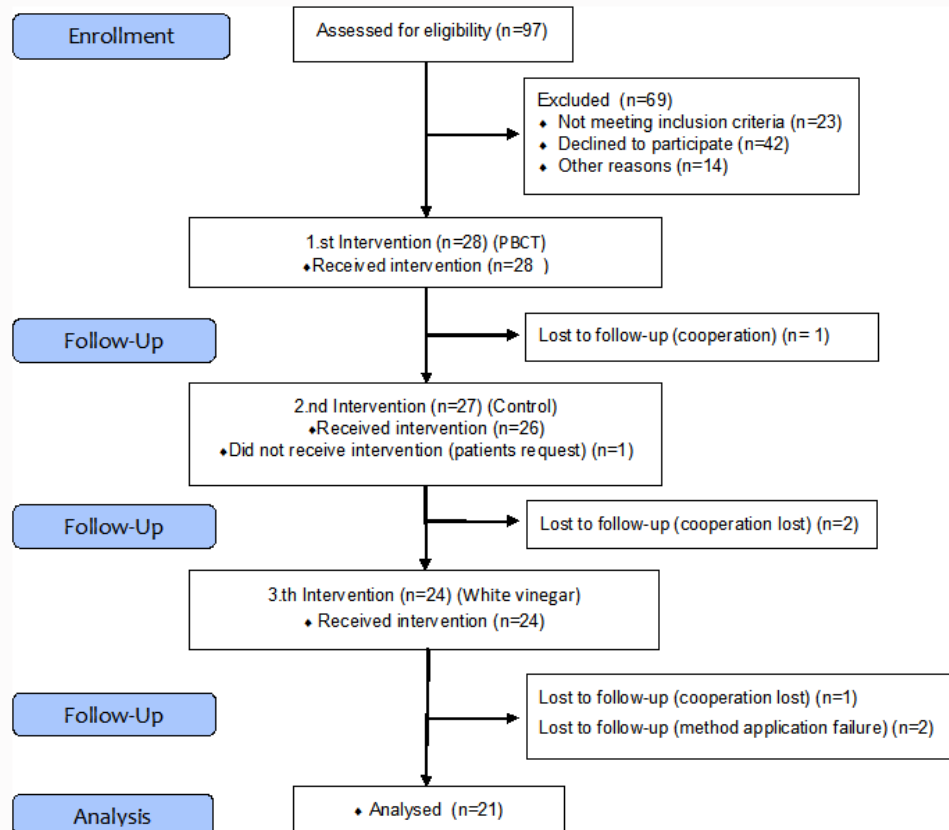 Enrollment
Assessed for eligibility (n=97)
Excluded (n=69)
⬥ Not meeting inclusion criteria (n=23)
⬥ Declined to participate (n=42)
⬥ Other reasons (n=14)
1.st Intervention (n=28) (PBCT)
⬥Received intervention (n=28 )
Follow-Up
Lost to follow-up (cooperation) (n= 1)
2.nd Intervention (n=27) (Control)
⬥Received intervention (n=26)
⬥Did not receive intervention (patients request) (n=1)
Follow-Up
Lost to follow-up (cooperation lost) (n=2)
3.th Intervention (n=24) (White vinegar)
⬥ Received intervention (n=24)
Follow-Up
Lost to follow-up (cooperation lost) (n=1)
Lost to follow-up (method application failure) (n=2)
Analysis
⬥ Analysed (n=21)